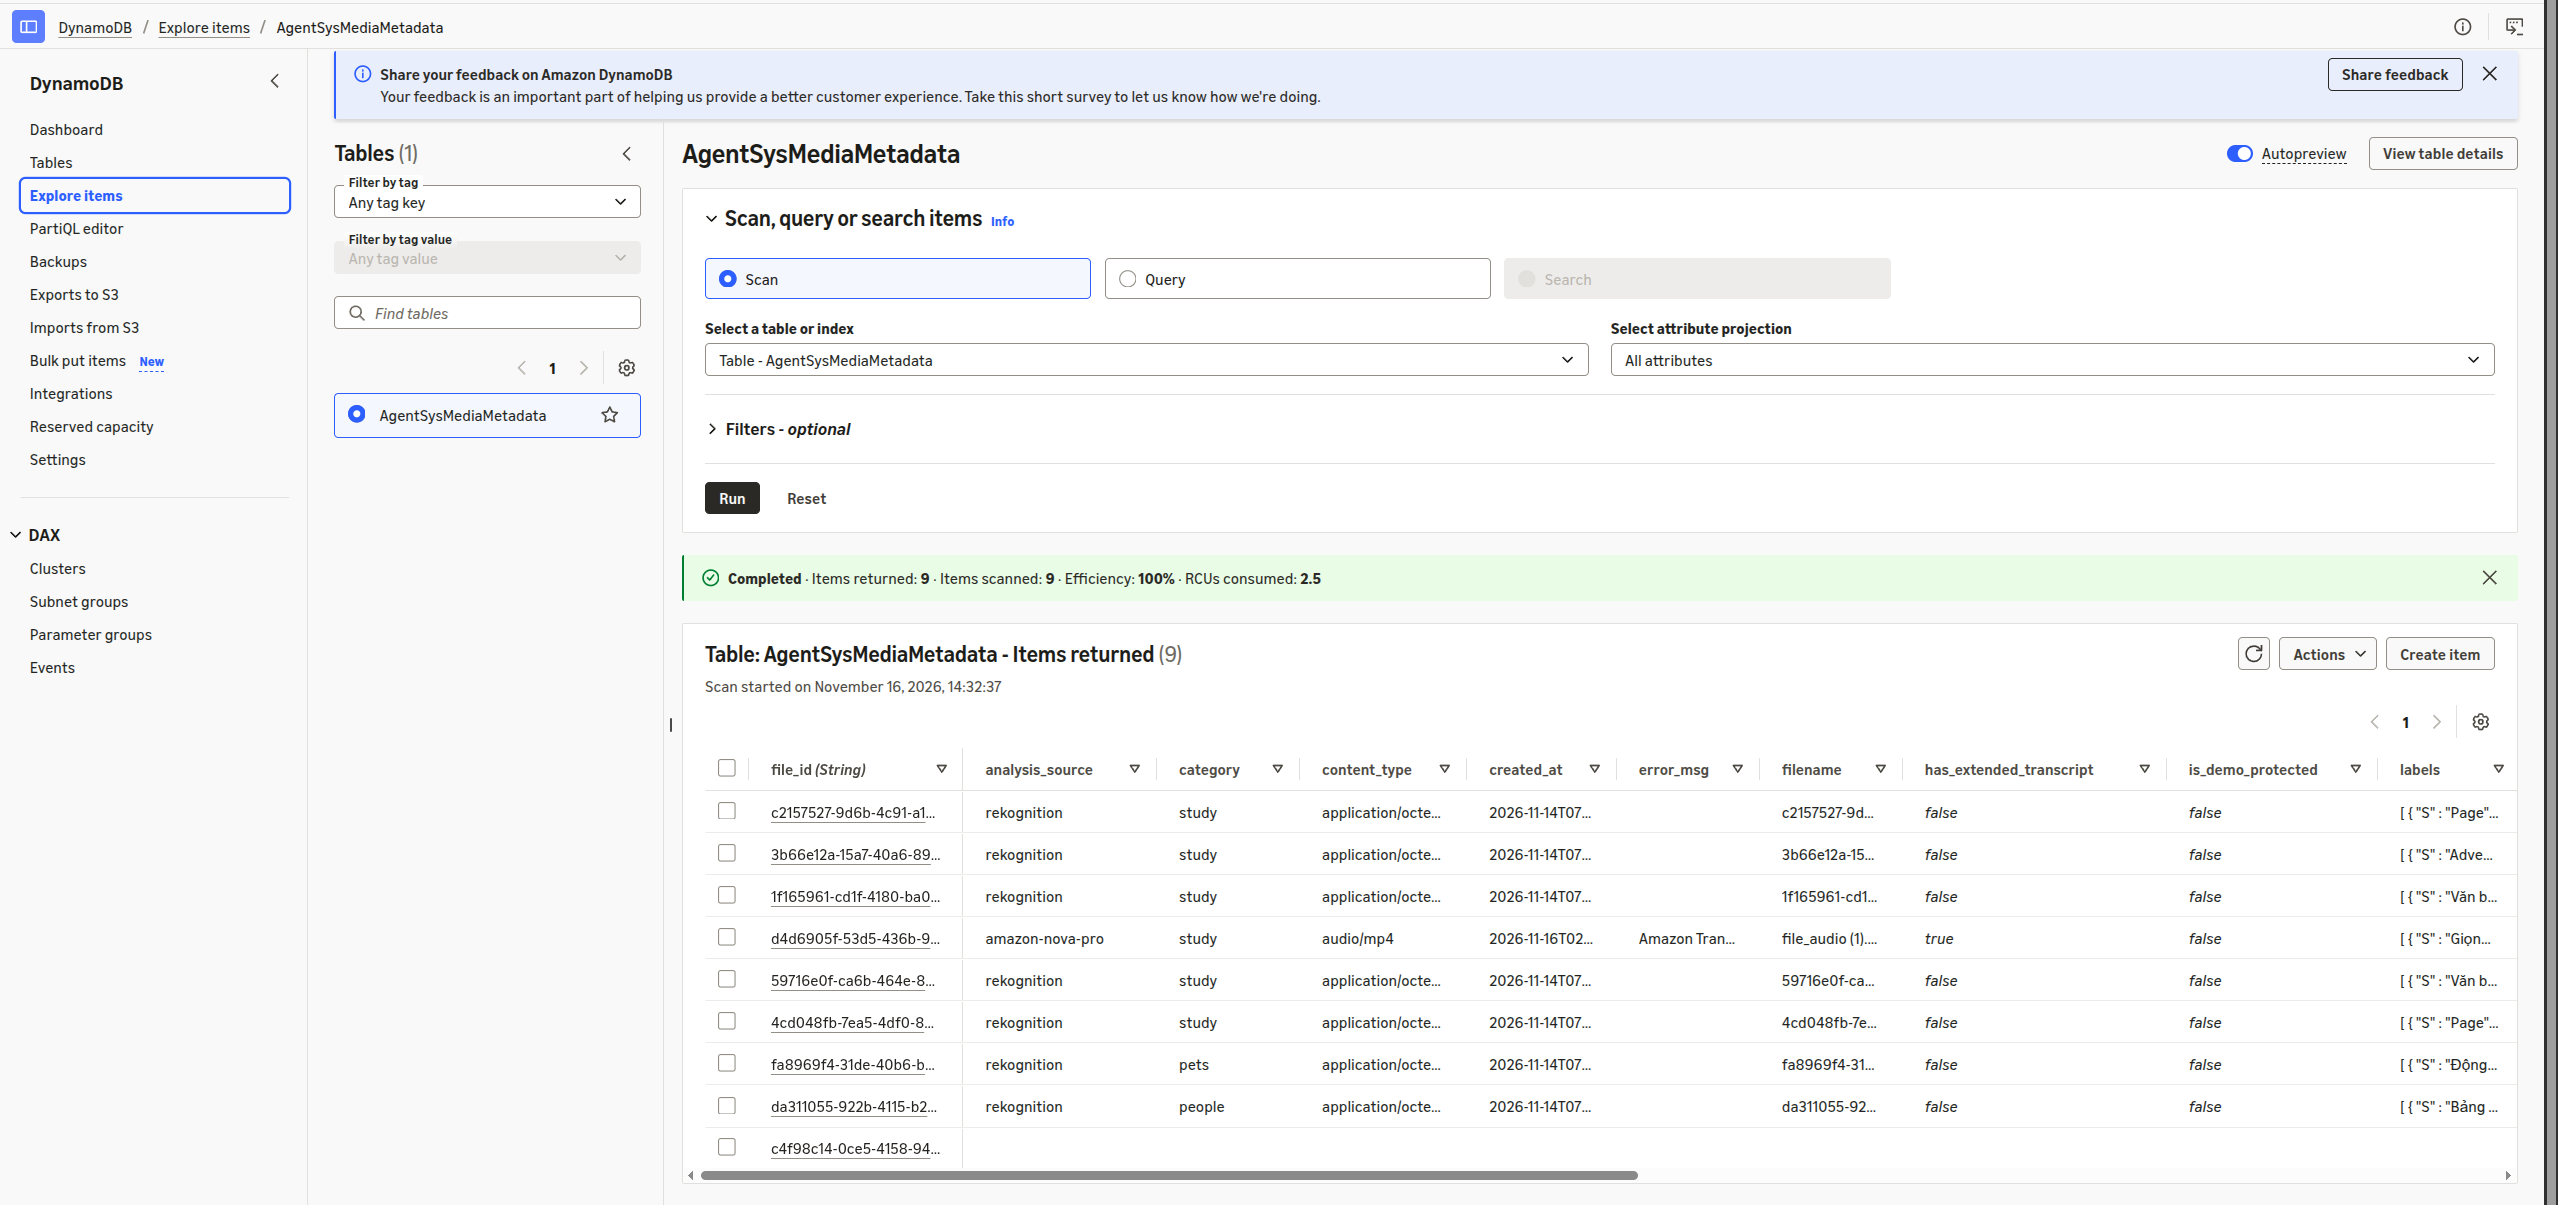 DynamoDB / Explore items / AgentSysMediaMetadata
DynamoDB
Dashboard
Tables
Explore items
PartiQL editor
Backups
Exports to S3
Imports from S3
Bulk put items New
Integrations
Reserved capacity
Settings
DAX
Clusters
Subnet groups
Parameter groups
Events
Share your feedback on Amazon DynamoDB
Your feedback is an important part of helping us provide a better customer experience. Take this short survey to let us know how we're doing.
Share feedback
Tables (1)
Filter by tag
Any tag key
Filter by tag value
Any tag value
Find tables
1
AgentSysMediaMetadata
AgentSysMediaMetadata
Autopreview
View table details
Scan, query or search items Info
Scan
Query
Search
Select a table or index
Table - AgentSysMediaMetadata
Select attribute projection
All attributes
Filters - optional
Run
Reset
Completed · Items returned: 9 · Items scanned: 9 · Efficiency: 100% · RCUs consumed: 2.5
Table: AgentSysMediaMetadata - Items returned (9)
Scan started on November 16, 2026, 14:32:37
Actions
Create item
1
file_id (String) analysis_source category content_type created_at error_msg filename has_extended_transcript is_demo_protected labels
c2157527-9d6b-4c91-a1... rekognition study application/octe... 2026-11-14T07... c2157527-9d... false false [ { "S" : "Page"...
3b66e12a-15a7-40a6-89... rekognition study application/octe... 2026-11-14T07... 3b66e12a-15... false false [ { "S" : "Adve...
1f165961-cd1f-4180-ba0... rekognition study application/octe... 2026-11-14T07... 1f165961-cd1... false false [ { "S" : "Văn b...
d4d6905f-53d5-436b-9... amazon-nova-pro study audio/mp4 2026-11-16T02... Amazon Tran... file_audio (1).... true false [ { "S" : "Giọn...
59716e0f-ca6b-464e-8... rekognition study application/octe... 2026-11-14T07... 59716e0f-ca... false false [ { "S" : "Văn b...
4cd048fb-7ea5-4df0-8... rekognition study application/octe... 2026-11-14T07... 4cd048fb-7e... false false [ { "S" : "Page"...
fa8969f4-31de-40b6-b... rekognition pets application/octe... 2026-11-14T07... fa8969f4-31... false false [ { "S" : "Động...
da311055-922b-4115-b2... rekognition people application/octe... 2026-11-14T07... da311055-92... false false [ { "S" : "Bảng ...
c4f98c14-0ce5-4158-94...